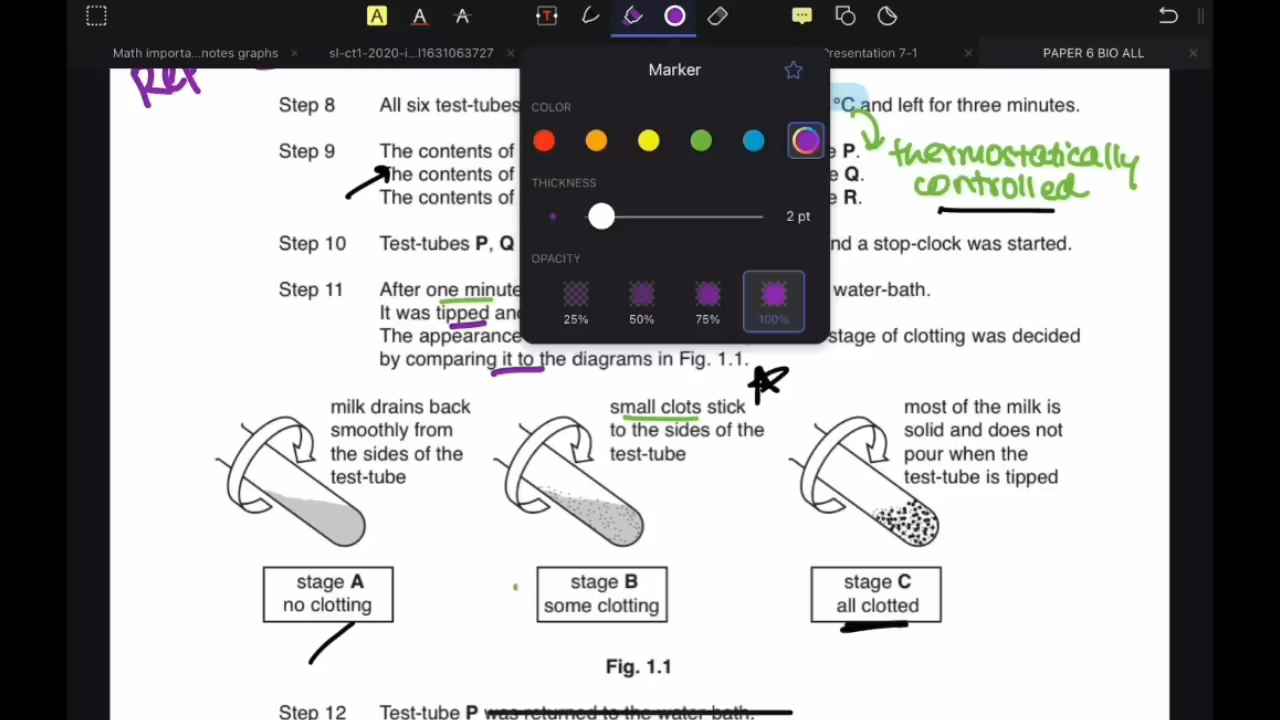 A A A T
Math importa...notes graphs ×
sl-ct1-2020-i...l1631063727 ×
resentation 7-1 ×
PAPER 6 BIO ALL ×
Marker
COLOR
THICKNESS
2 pt
OPACITY
25% 50% 75% 100%
Rep
Step 8 All six test-tubes °C and left for three minutes.
thermostatically
controlled
Step 9 The contents of e P.
The contents of e Q.
The contents of e R.
Step 10 Test-tubes P, Q nd a stop-clock was started.
Step 11 After one minute water-bath.
It was tipped and
The appearance stage of clotting was decided
by comparing it to the diagrams in Fig. 1.1.
milk drains back
smoothly from
the sides of the
test-tube
small clots stick
to the sides of the
test-tube
most of the milk is
solid and does not
pour when the
test-tube is tipped
stage A
no clotting
stage B
some clotting
stage C
all clotted
Fig. 1.1
Step 12 Test-tube P was returned to the water-bath.